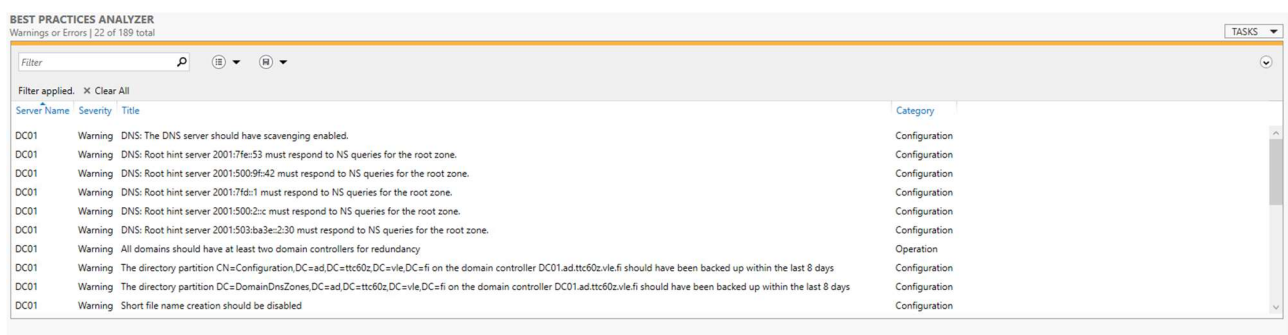 BEST PRACTICES ANALYZER
Warnings or Errors | 22 of 189 total
TASKS
Filter
Filter applied. × Clear All
Server Name Severity Title Category
DC01 Warning DNS: The DNS server should have scavenging enabled. Configuration
DC01 Warning DNS: Root hint server 2001:7fe::53 must respond to NS queries for the root zone. Configuration
DC01 Warning DNS: Root hint server 2001:500:9f::42 must respond to NS queries for the root zone. Configuration
DC01 Warning DNS: Root hint server 2001:7fd::1 must respond to NS queries for the root zone. Configuration
DC01 Warning DNS: Root hint server 2001:500:2::c must respond to NS queries for the root zone. Configuration
DC01 Warning DNS: Root hint server 2001:503:ba3e::2:30 must respond to NS queries for the root zone. Configuration
DC01 Warning All domains should have at least two domain controllers for redundancy Operation
DC01 Warning The directory partition CN=Configuration,DC=ad,DC=ttc60z,DC=vle,DC=fi on the domain controller DC01.ad.ttc60z.vle.fi should have been backed up within the last 8 days Configuration
DC01 Warning The directory partition DC=DomainDnsZones,DC=ad,DC=ttc60z,DC=vle,DC=fi on the domain controller DC01.ad.ttc60z.vle.fi should have been backed up within the last 8 days Configuration
DC01 Warning Short file name creation should be disabled Configuration